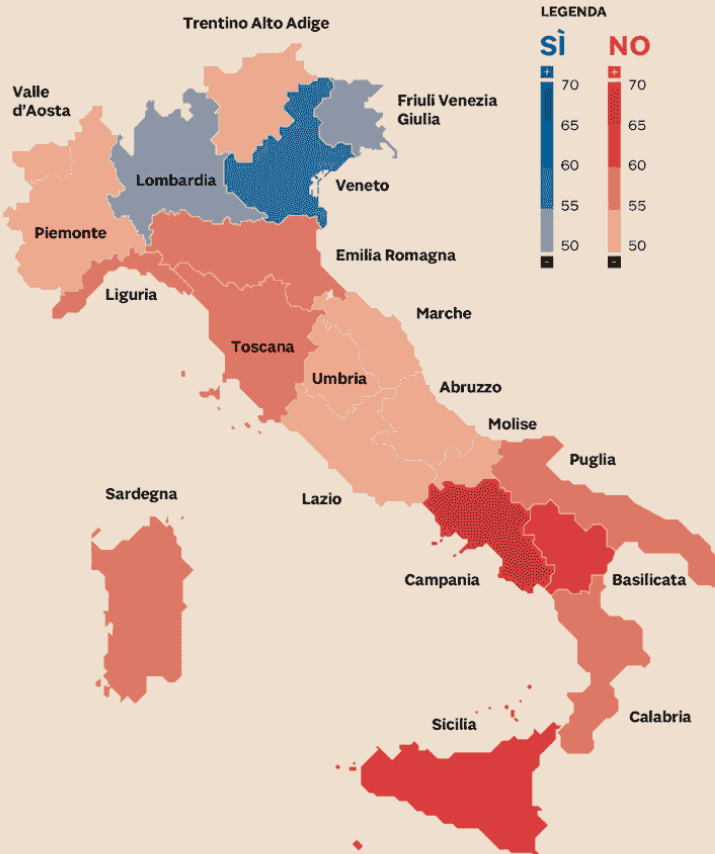 LEGENDA
SÌ NO
+ +
70 70
65 65
60 60
55 55
50 50
- -
Trentino Alto Adige
Valle
d'Aosta
Friuli Venezia
Giulia
Lombardia
Veneto
Piemonte
Emilia Romagna
Liguria
Marche
Toscana
Umbria
Abruzzo
Molise
Puglia
Sardegna
Lazio
Campania
Basilicata
Sicilia
Calabria